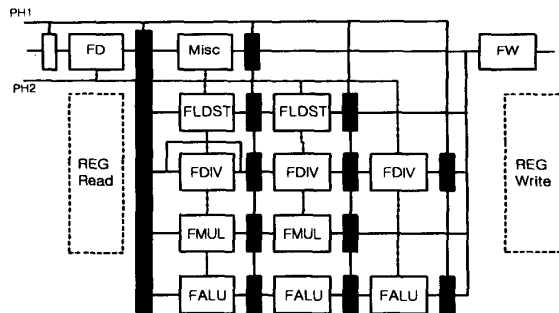 PH1
FD Misc FW
PH2
FLDST FLDST
REG Read
FDIV FDIV FDIV
REG Write
FMUL FMUL
FALU FALU FALU